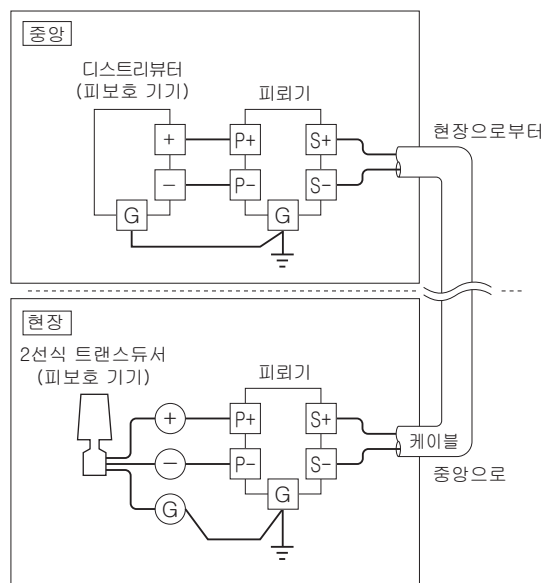 중앙
디스트리뷰터
(피보호 기기)
피뢰기
현장으로부터
+ P+ S+
− P- S-
G G
현장
2선식 트랜스듀서
(피보호 기기)
피뢰기
+ P+ S+
케이블
− P- S-
중앙으로
G
G